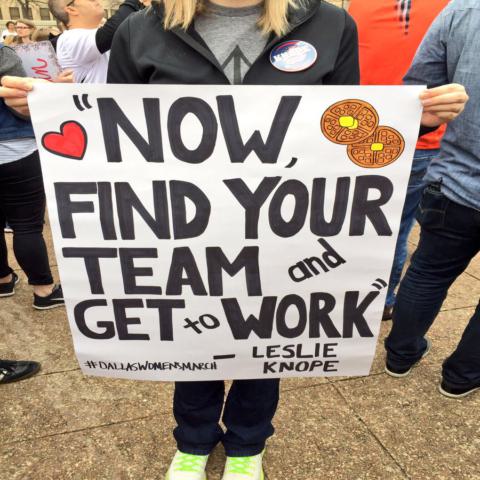 "NOW,
FIND YOUR
TEAM and
GET to WORK"
— LESLIE
KNOPE
#DALLASWOMENSMARCH